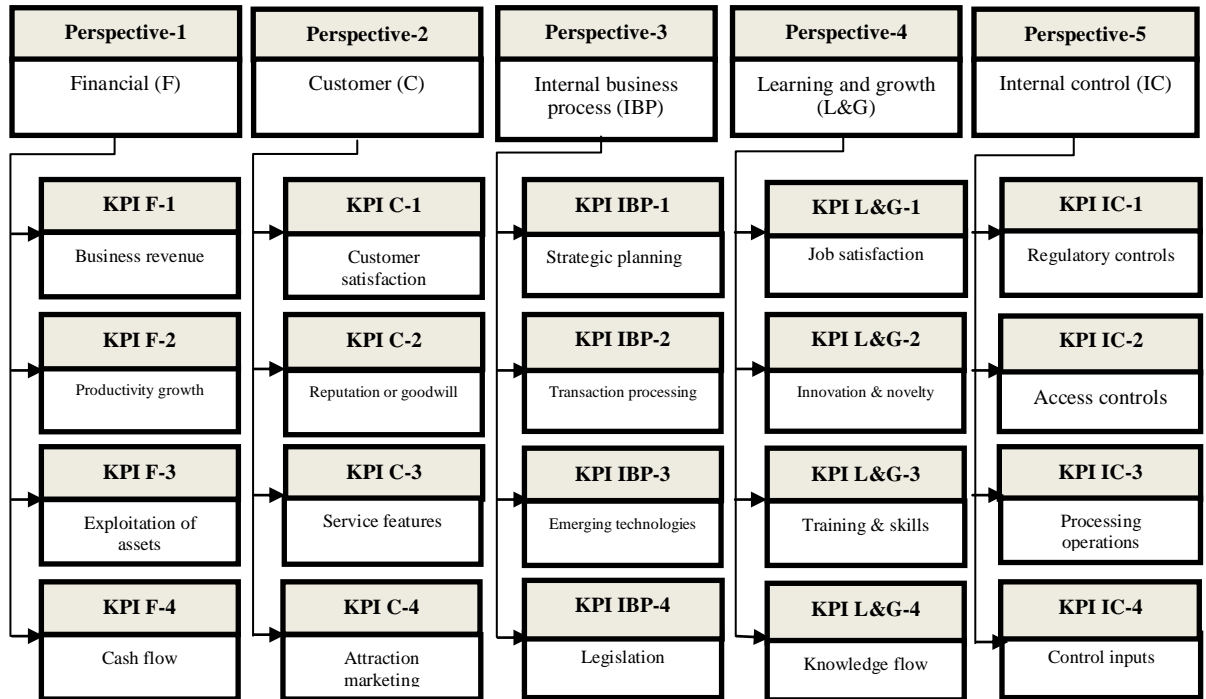 Perspective-1
Financial (F)
KPI F-1
Business revenue
KPI F-2
Productivity growth
KPI F-3
Exploitation of
assets
KPI F-4
Cash flow
Perspective-2
Customer (C)
KPI C-1
Customer
satisfaction
KPI C-2
Reputation or goodwill
KPI C-3
Service features
KPI C-4
Attraction
marketing
Perspective-3
Internal business
process (IBP)
KPI IBP-1
Strategic planning
KPI IBP-2
Transaction processing
KPI IBP-3
Emerging technologies
KPI IBP-4
Legislation
Perspective-4
Learning and growth
(L&G)
KPI L&G-1
Job satisfaction
KPI L&G-2
Innovation & novelty
KPI L&G-3
Training & skills
KPI L&G-4
Knowledge flow
Perspective-5
Internal control (IC)
KPI IC-1
Regulatory controls
KPI IC-2
Access controls
KPI IC-3
Processing
operations
KPI IC-4
Control inputs